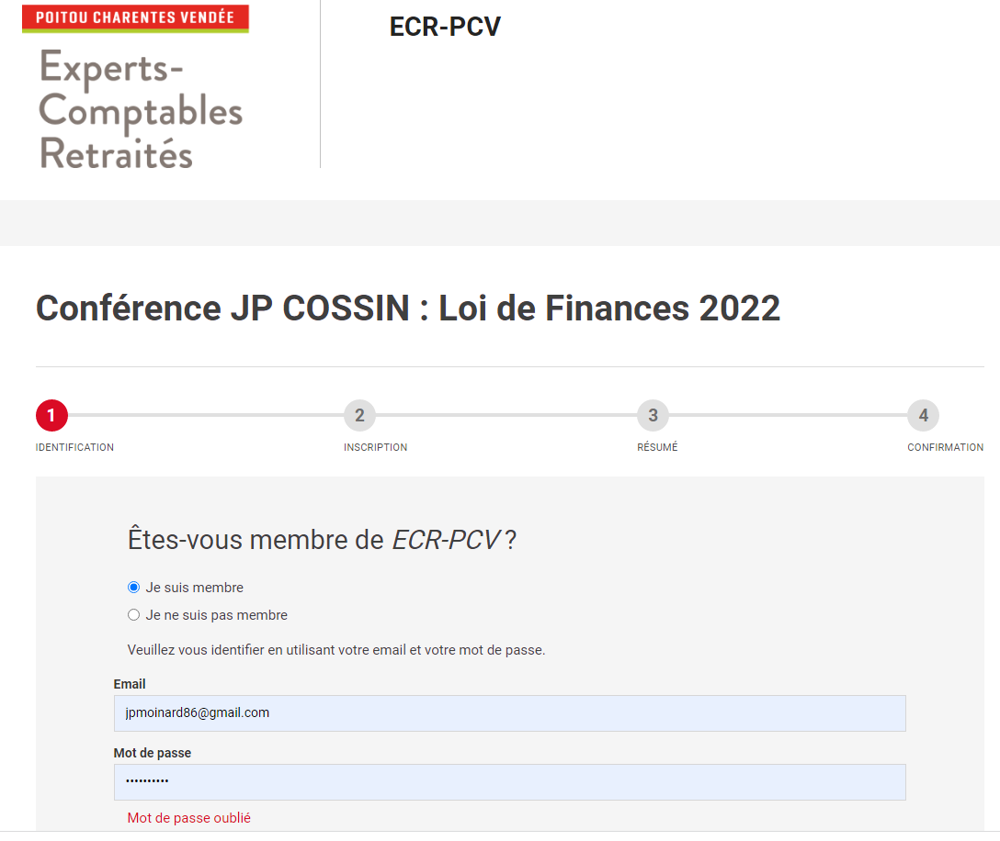 POITOU CHARENTES VENDÉE
Experts-
Comptables
Retraités
ECR-PCV
Conférence JP COSSIN : Loi de Finances 2022
1
2
3
4
IDENTIFICATION
INSCRIPTION
RÉSUMÉ
CONFIRMATION
Êtes-vous membre de ECR-PCV ?
Je suis membre
Je ne suis pas membre
Veuillez vous identifier en utilisant votre email et votre mot de passe.
Email
jpmoinard86@gmail.com
Mot de passe
••••••••••
Mot de passe oublié